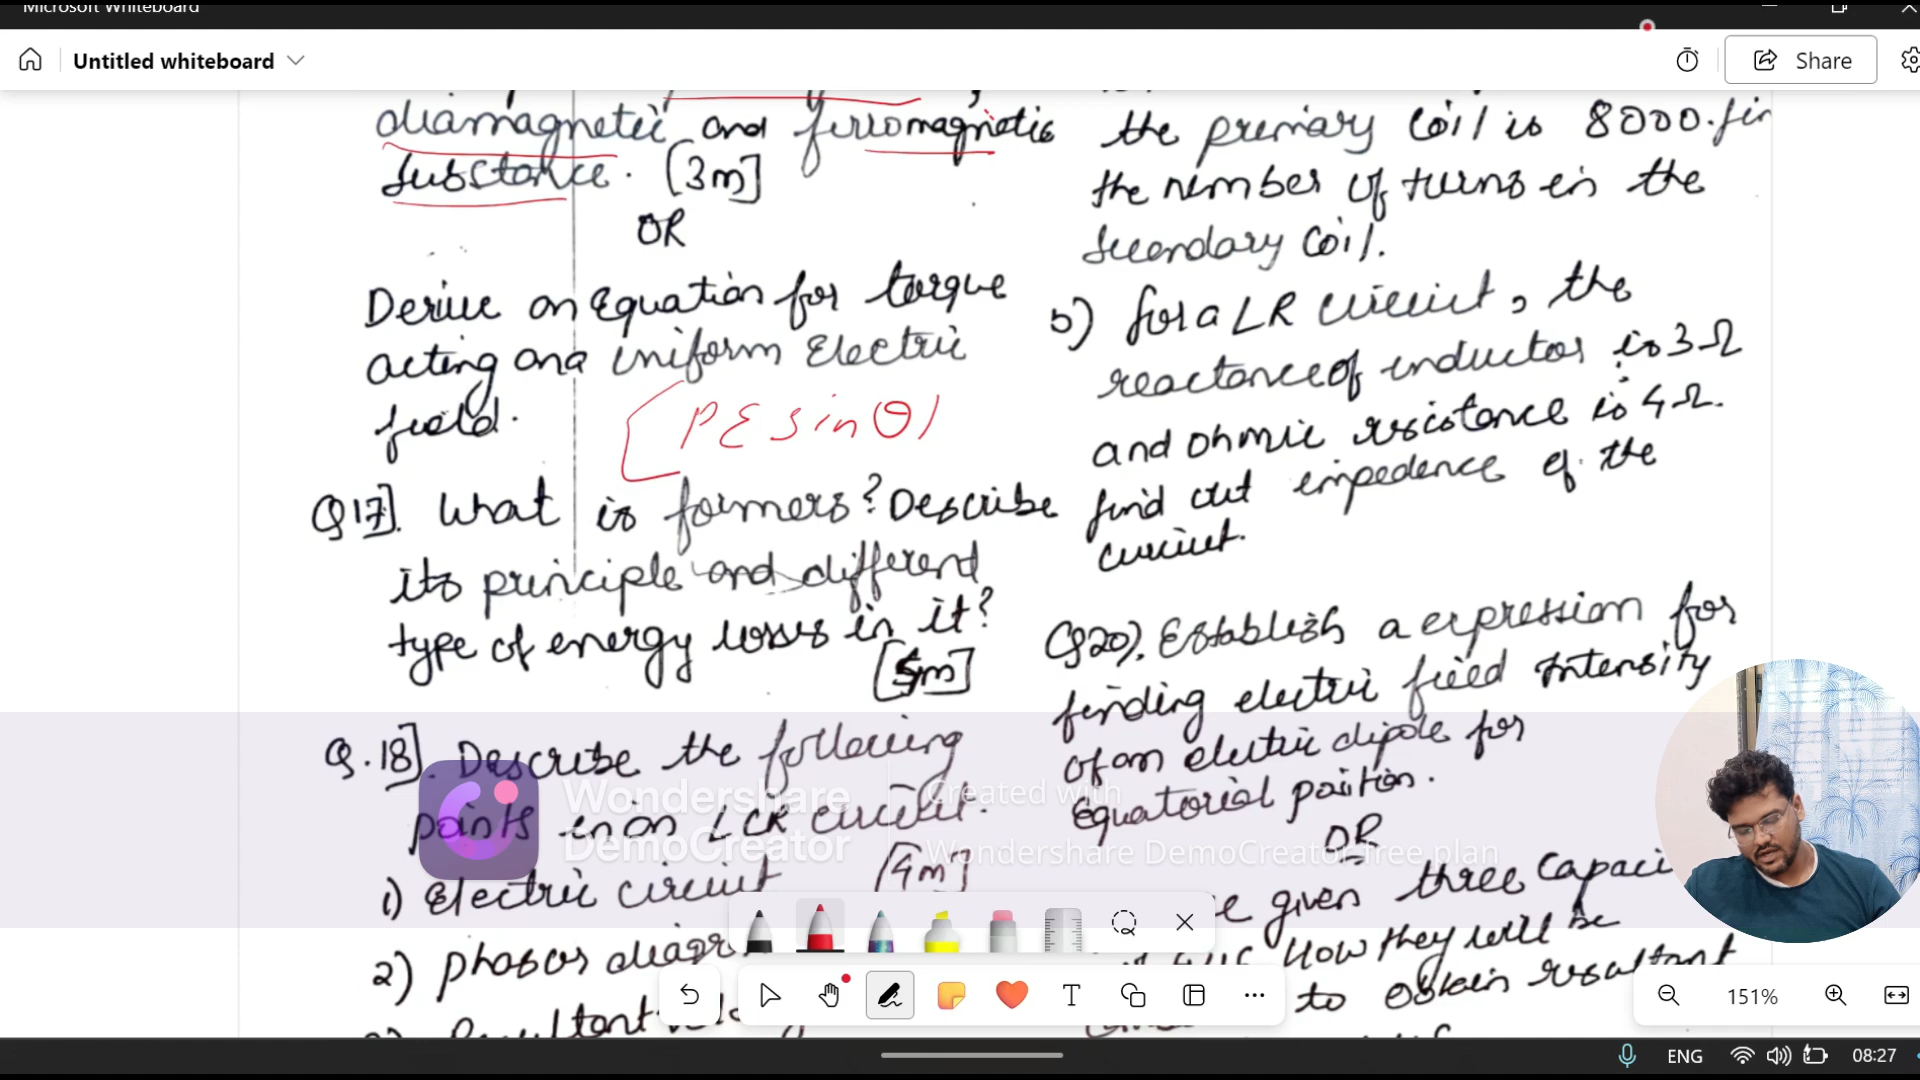 Microsoft Whiteboard
Untitled whiteboard
Share
diamagnetic and ferromagnetic
substance. [3m]
OR
Derive on Equation for torque
acting on a Uniform Electric
field.
[PE sin θ)
Q17]. What is formers? Describe
its principle and different
type of energy losses in it?
[5m]
Q.18]. Describe the following
points in on LCR circuit.
[4m]
1) Electric circuit
2) phasor diagr
Resultant
the premary coil is 8000. fin
the number of turns in the
Secondary coil.
b) for a LR circuit, the
reactance of inductor is 3Ω
and ohmic resistance is 4Ω.
find out impedence of the
circuit.
Q20). Establish a expression for
finding electric field Intensity
of an electric dipole for
Equatorial position.
OR
given three Capaci
How they will be
to obtain resultant
Wondershare
DemoCreator
Created with
Wondershare DemoCreator free plan
151%
ENG
08:27